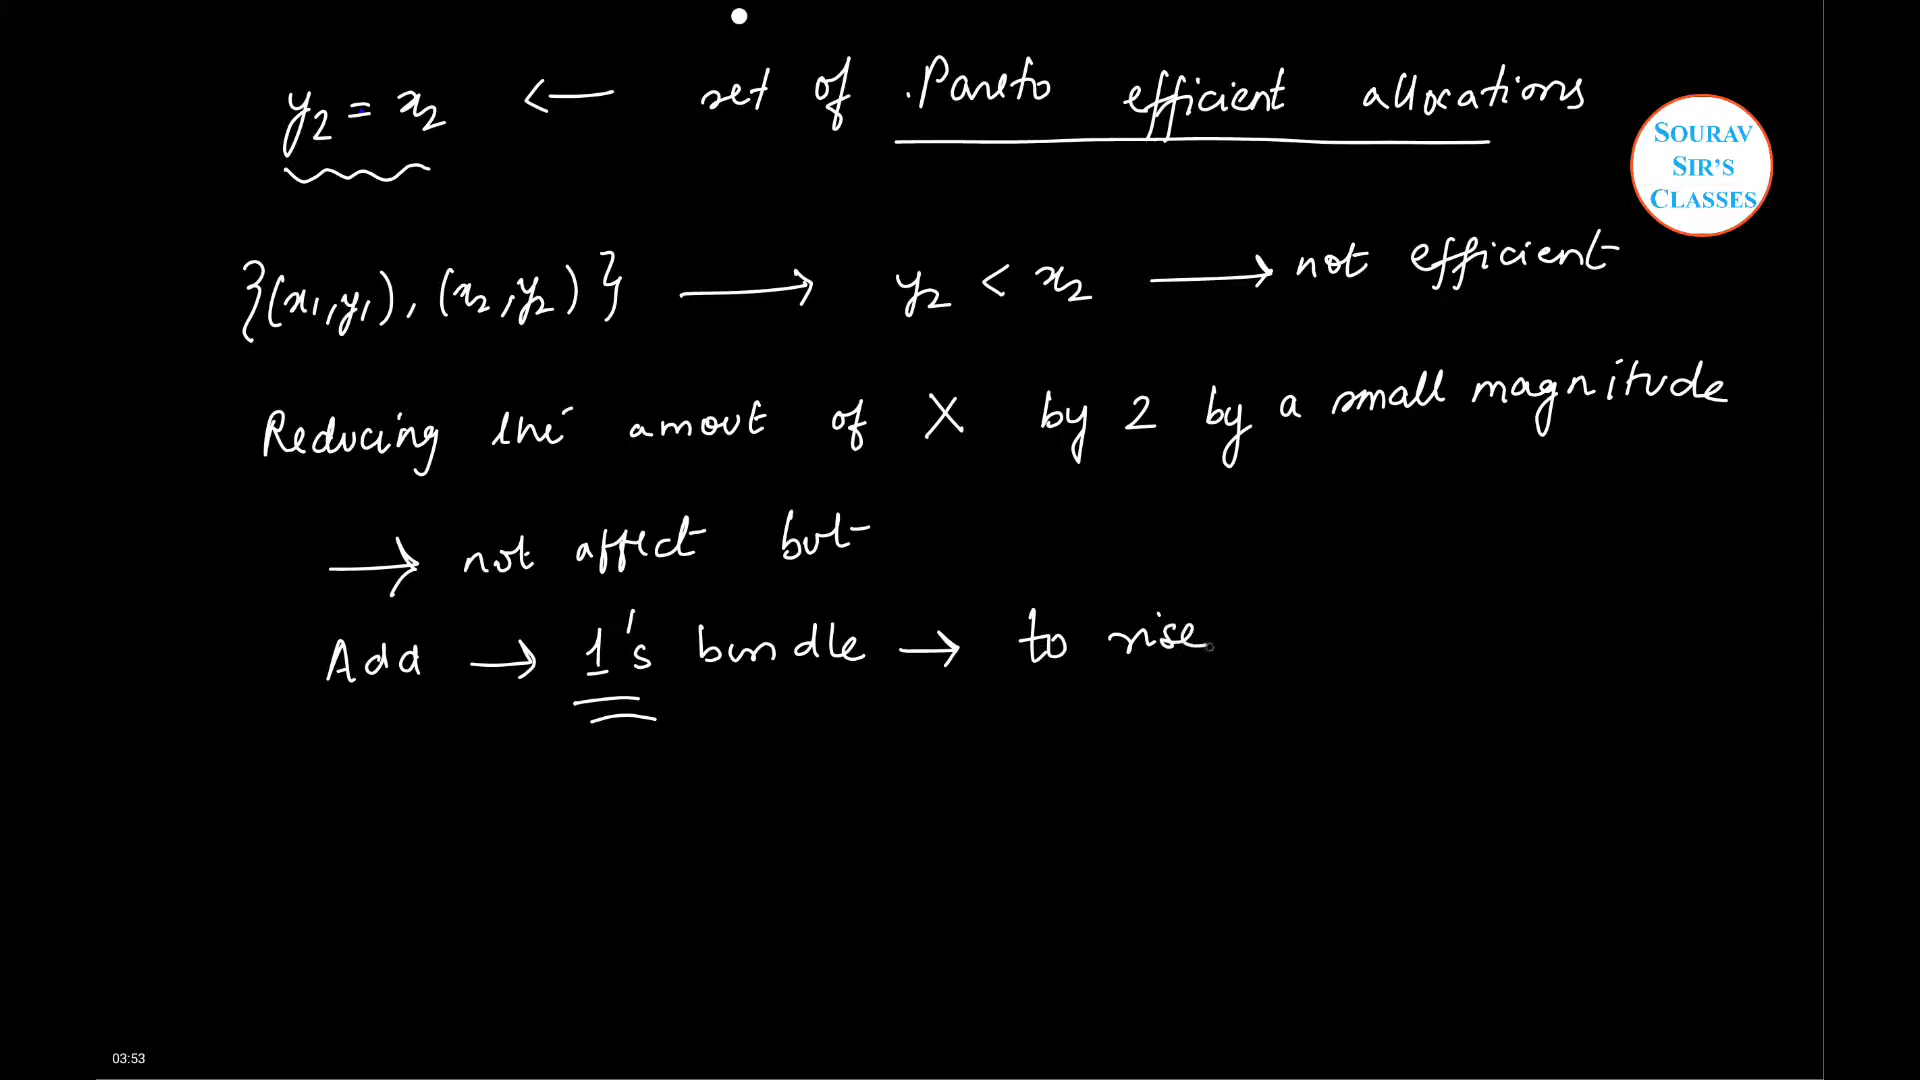 y₂ = x₂ ← set of Pareto efficient allocations
SOURAV
SIR'S
CLASSES
{(x₁,y₁), (x₂,y₂)} → y₂ < x₂ → not efficient
Reducing the amout of X by 2 by a small magnitude
→ not affect but
Add → 1's bundle → to rise
03:53